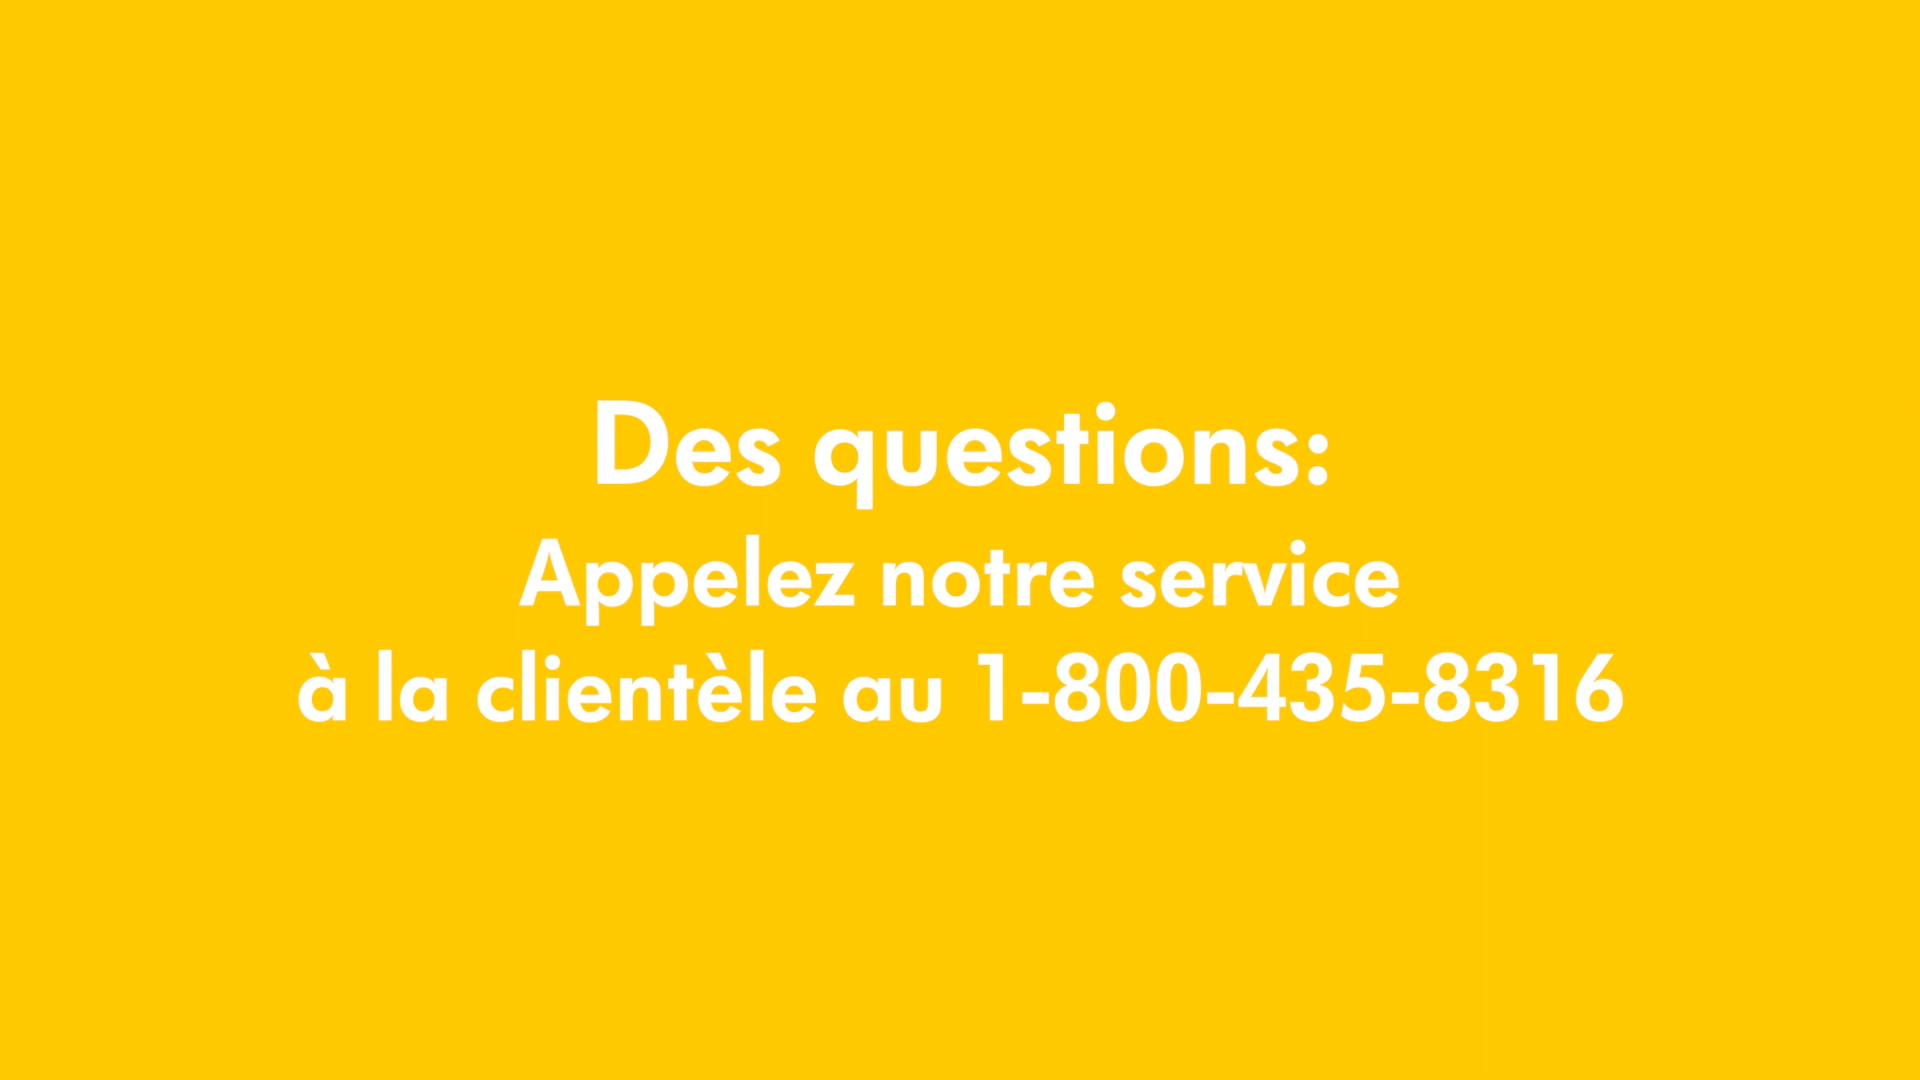 Des questions:
Appelez notre service
à la clientèle au 1-800-435-8316